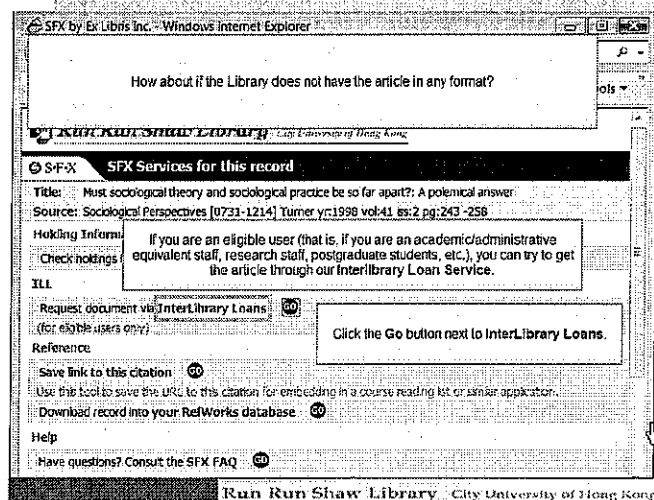 SFX by Ex Libris Inc. - Windows Internet Explorer
How about if the Library does not have the article in any format?
ols
Run Run Shaw Library City University of Hong Kong
S·F·X SFX Services for this record
Title: Must sociological theory and sociological practice be so far apart?: A polemical answer
Source: Sociological Perspectives [0731-1214] Turner yr:1998 vol:41 iss:2 pg:243 -258
Holding Inform
Check holdings
If you are an eligible user (that is, if you are an academic/administrative
equivalent staff, research staff, postgraduate students, etc.), you can try to get
the article through our Interlibrary Loan Service.
ILL
Request document via InterLibrary Loans GO
(for eligible users only)
Click the Go button next to InterLibrary Loans.
Reference
Save link to this citation GO
Use this tool to save the URL to this citation for embedding in a course reading list or similar application.
Download record into your RefWorks database GO
Help
Have questions? Consult the SFX FAQ GO
Run Run Shaw Library City University of Hong Kong